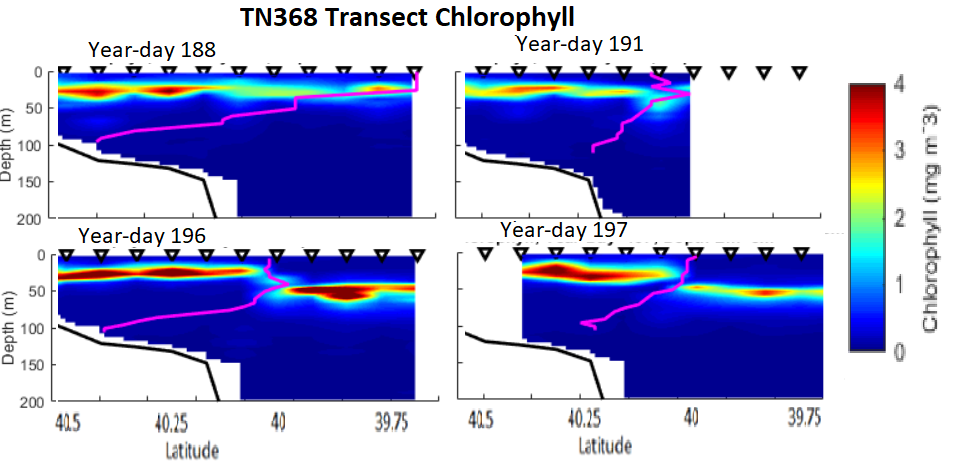 TN368 Transect Chlorophyll
Year-day 188
Year-day 191
0
50
100
150
200
Depth (m)
Year-day 196
Year-day 197
0
50
100
150
200
Depth (m)
40.5
40.25
40
39.75
Latitude
40.5
40.25
40
39.75
Latitude
4
3
2
1
0
Chlorophyll (mg m^-3)